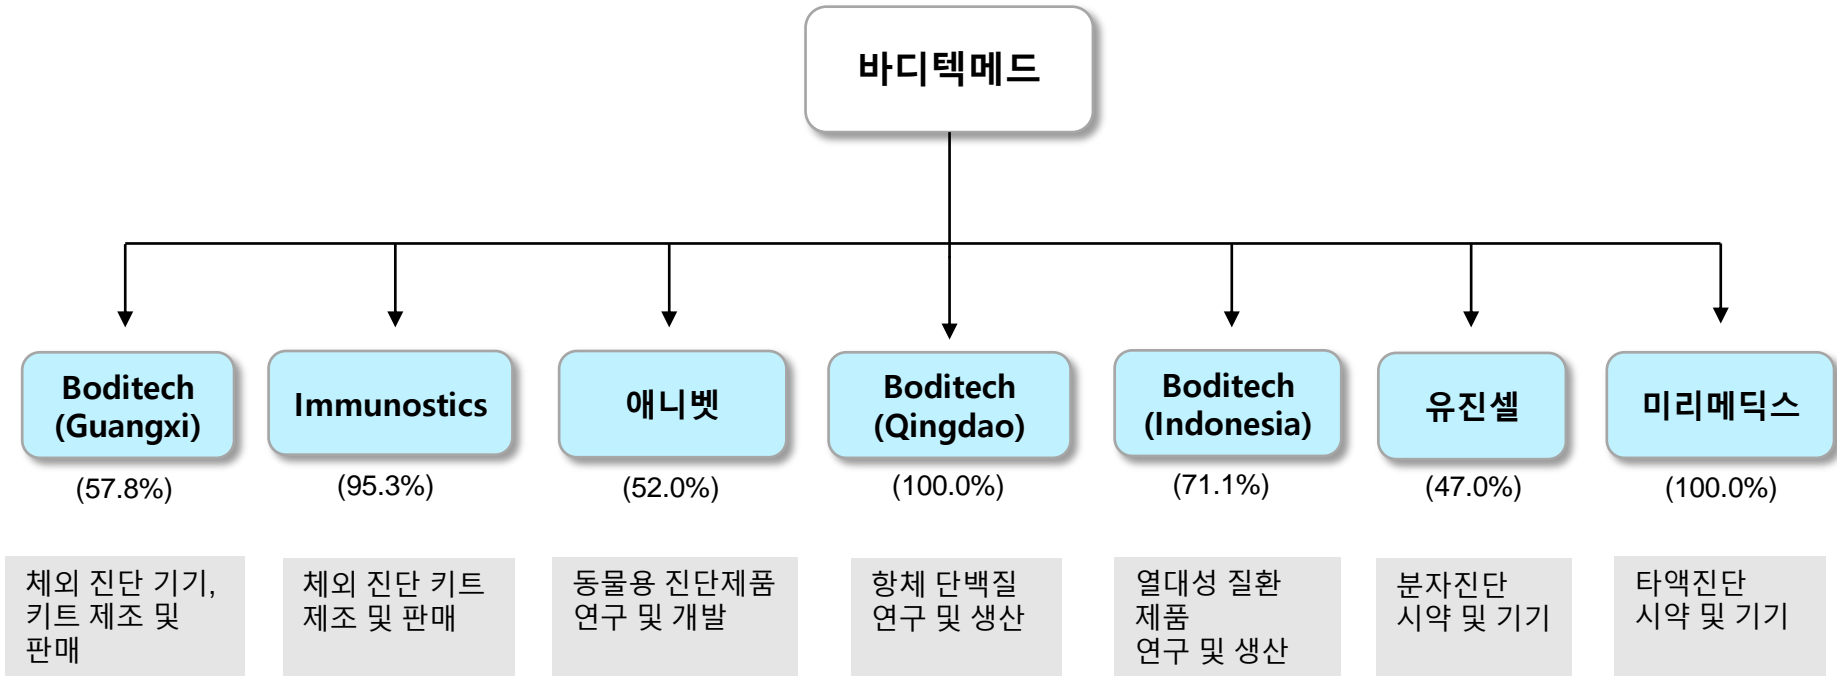 바디텍메드
Boditech
(Guangxi)
Immunostics
애니벳
Boditech
(Qingdao)
Boditech
(Indonesia)
유진셀
미리메딕스
(57.8%)
(95.3%)
(52.0%)
(100.0%)
(71.1%)
(47.0%)
(100.0%)
체외 진단 기기,
키트 제조 및
판매
체외 진단 키트
제조 및 판매
동물용 진단제품
연구 및 개발
항체 단백질
연구 및 생산
열대성 질환
제품
연구 및 생산
분자진단
시약 및 기기
타액진단
시약 및 기기